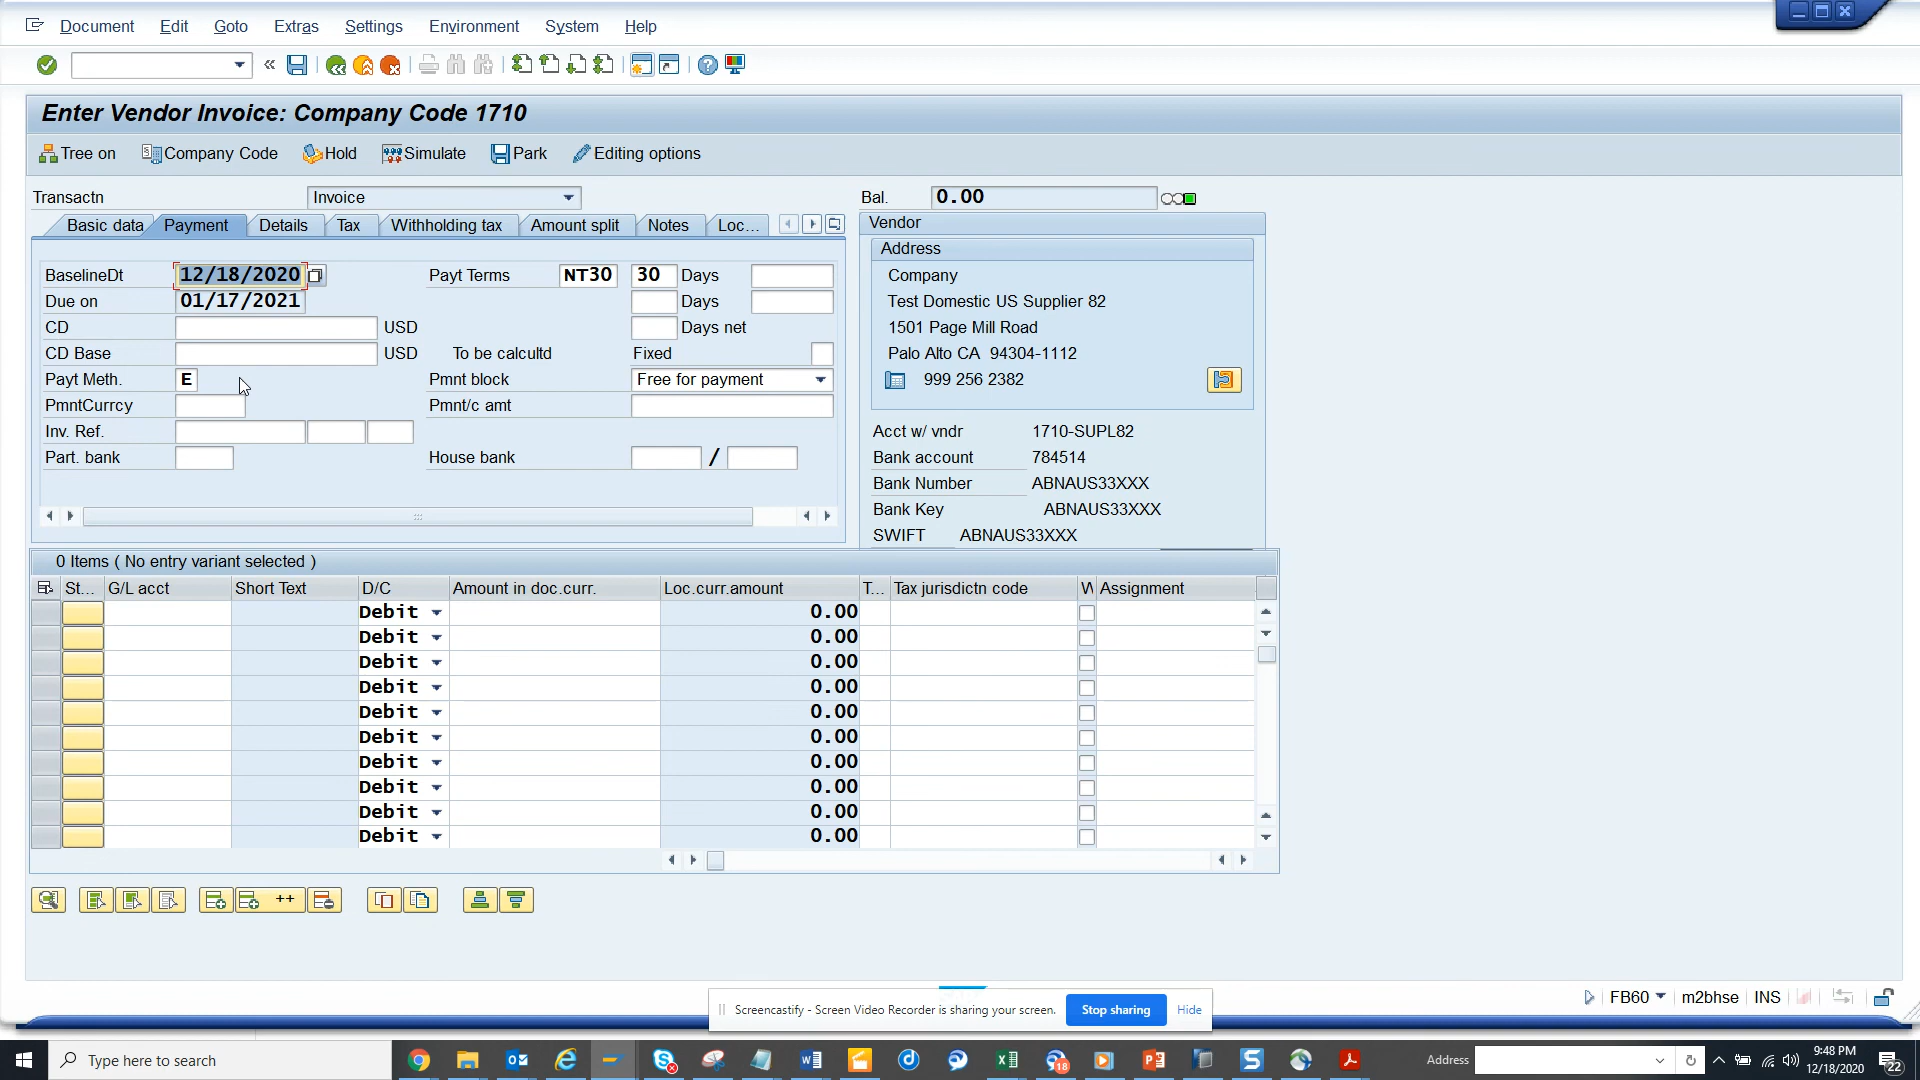 Document Edit Goto Extras Settings Environment System Help
Enter Vendor Invoice: Company Code 1710
Tree on Company Code Hold Simulate Park Editing options
Transactn Invoice Bal. 0.00
Basic data Payment Details Tax Withholding tax Amount split Notes Loc...
Vendor
Address
BaselineDt 12/18/2020 Payt Terms NT30 30 Days
Company
Due on 01/17/2021 Days
Test Domestic US Supplier 82
CD USD Days net
1501 Page Mill Road
CD Base USD To be calcultd Fixed
Palo Alto CA 94304-1112
Payt Meth. E Pmnt block Free for payment
999 256 2382
PmntCurrcy Pmnt/c amt
Inv. Ref.
Acct w/ vndr 1710-SUPL82
Part. bank House bank /
Bank account 784514
Bank Number ABNAUS33XXX
Bank Key ABNAUS33XXX
SWIFT ABNAUS33XXX
0 Items ( No entry variant selected )
St... G/L acct Short Text D/C Amount in doc.curr. Loc.curr.amount T... Tax jurisdictn code W Assignment
Debit 0.00
Debit 0.00
Debit 0.00
Debit 0.00
Debit 0.00
Debit 0.00
Debit 0.00
Debit 0.00
Debit 0.00
Debit 0.00
++
FB60 m2bhse INS
Screencastify - Screen Video Recorder is sharing your screen. Stop sharing Hide
Type here to search
Address
9:48 PM
12/18/2020
18
22